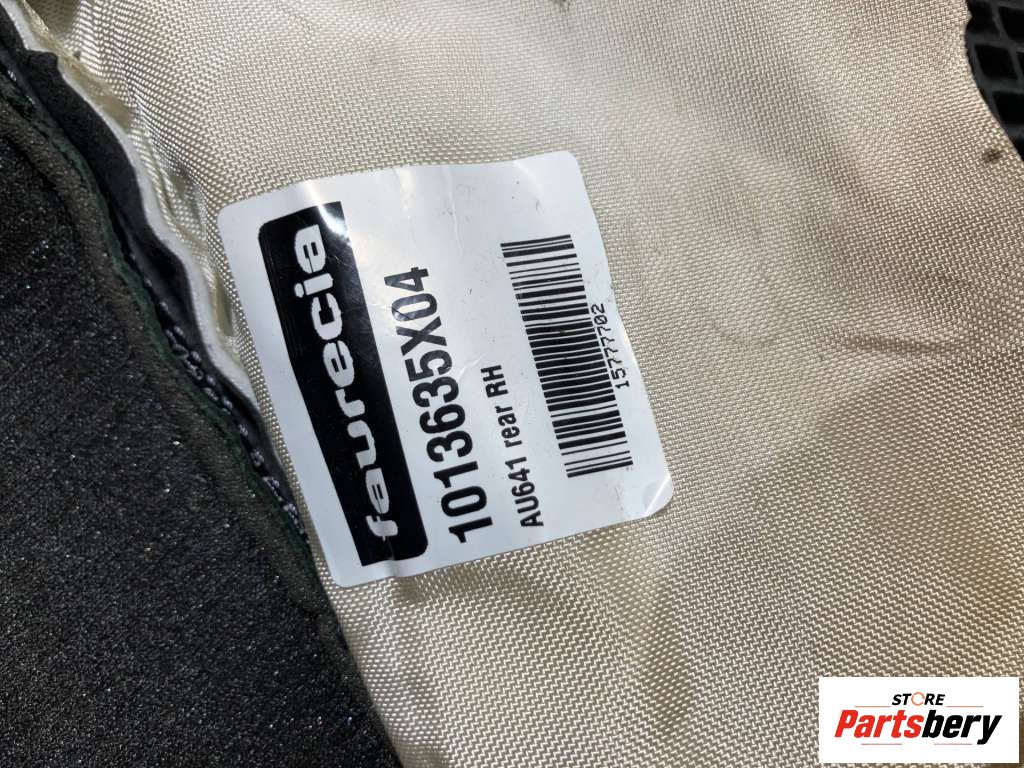 faurecia
1013635X04
AU641 rear RH
15777702
STORE
Partsbery